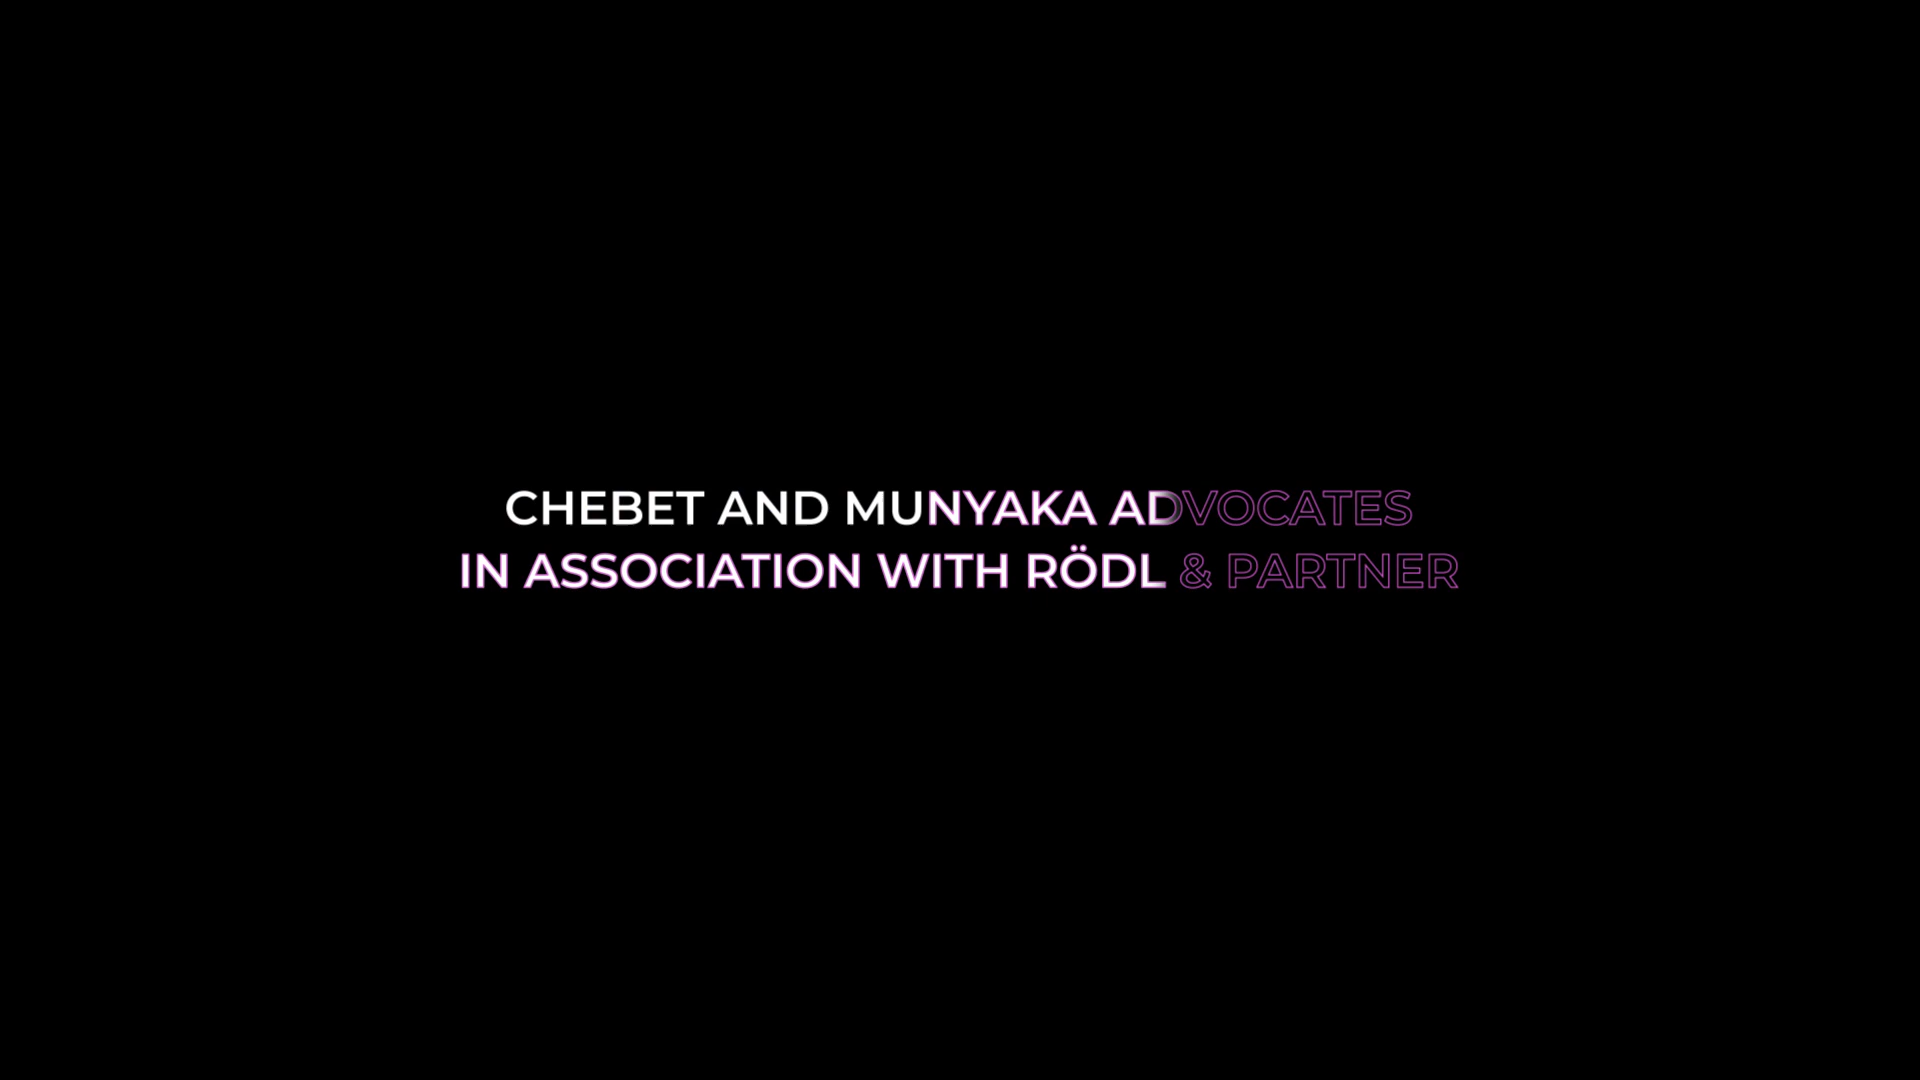 CHEBET AND MUNYAKA ADVOCATES
IN ASSOCIATION WITH RÖDL & PARTNER